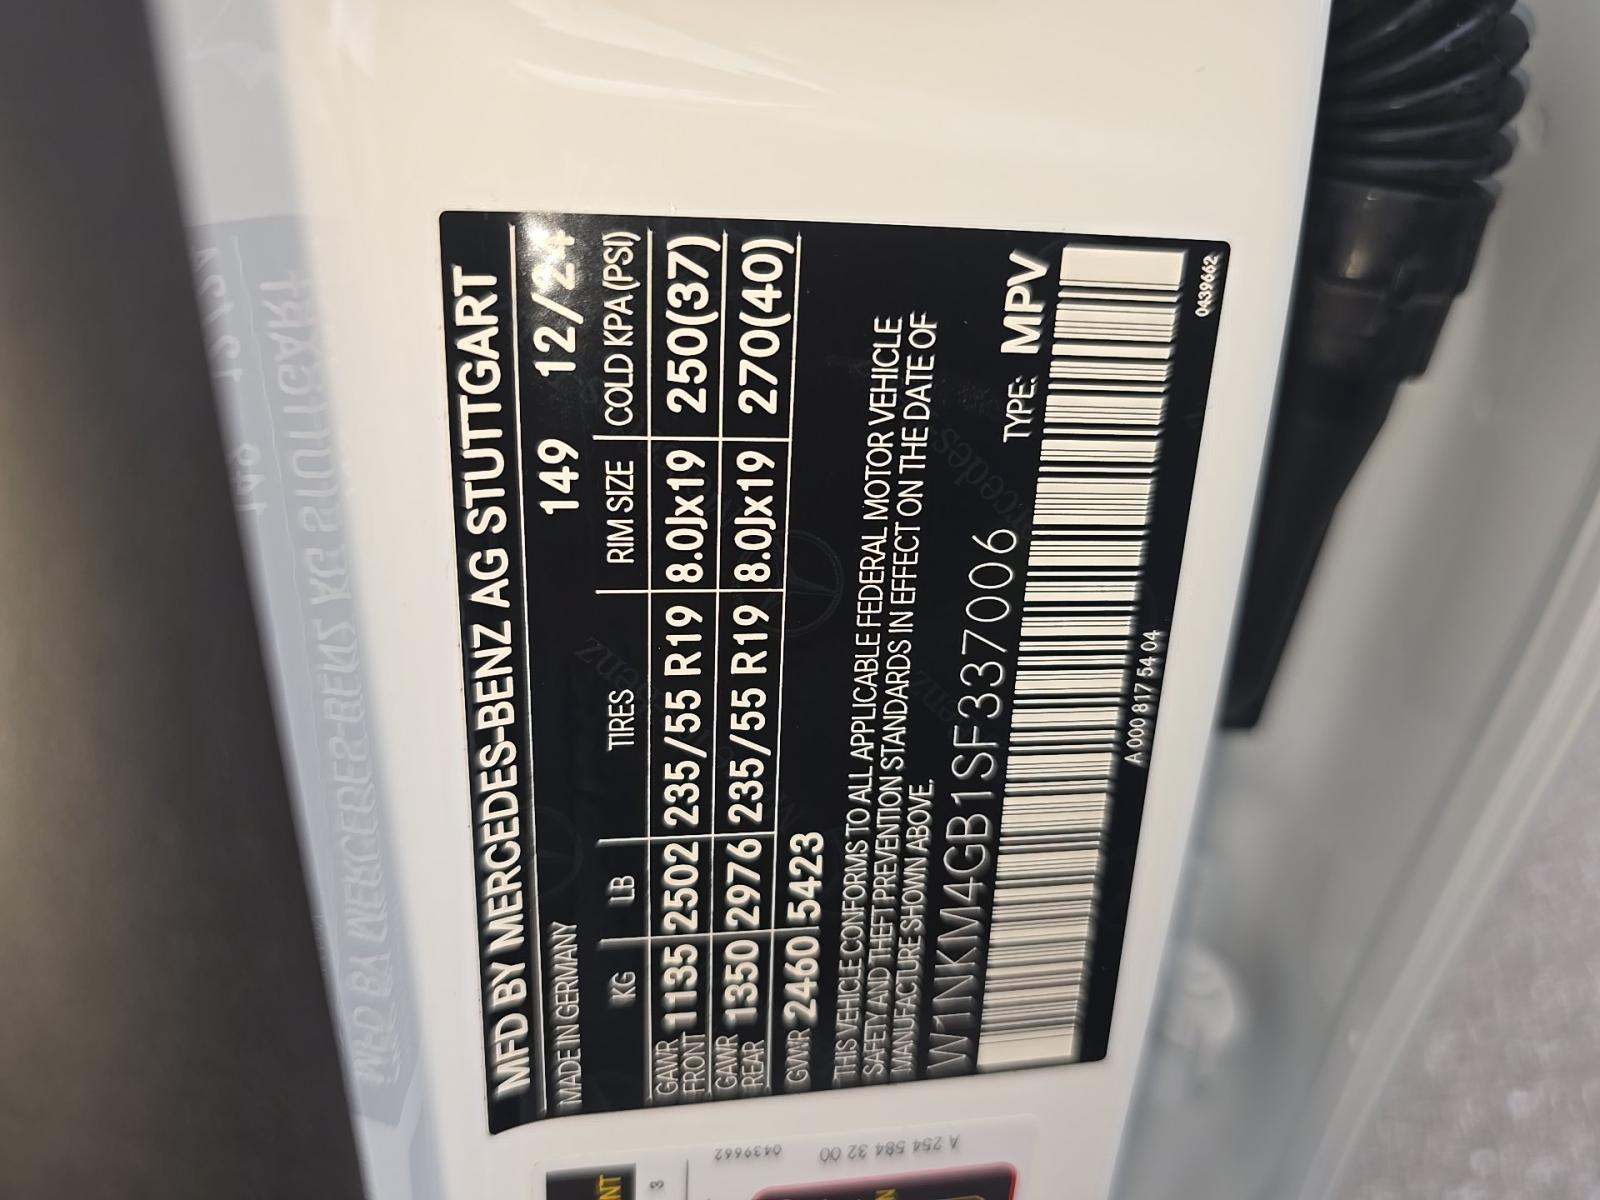 MFD BY MERCEDES-BENZ AG STUTTGART
MADE IN GERMANY 149 12/24
KG LB TIRES RIM SIZE COLD KPA (PSI)
GAWR FRONT 1135 2502 235/55 R19 8.0Jx19 250(37)
GAWR REAR 1350 2976 235/55 R19 8.0Jx19 270(40)
GVWR 2460 5423
THIS VEHICLE CONFORMS TO ALL APPLICABLE FEDERAL MOTOR VEHICLE
SAFETY AND THEFT PREVENTION STANDARDS IN EFFECT ON THE DATE OF
MANUFACTURE SHOWN ABOVE.
W1NKM4GB1SF337006 TYPE: MPV
A 000 817 54 04
0439662
0439662
A 254 584 32 00
3